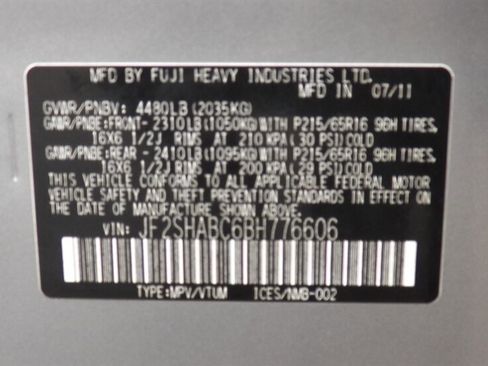 MFD BY FUJI HEAVY INDUSTRIES LTD.
MFD IN 07/11
GVWR/PNBV: 4480LB(2035KG)
GAWR/PNBE:FRONT- 2310LB(1050KG)WITH P215/65R16 96H TIRES,
16X6 1/2J RIMS AT 210 KPA(30 PSI)COLD
GAWR/PNBE:REAR - 2410LB(1095KG)WITH P215/65R16 96H TIRES,
16X6 1/2J RIMS AT 200 KPA(29 PSI)COLD
THIS VEHICLE CONFORMS TO ALL APPLICABLE FEDERAL MOTOR
VEHICLE SAFETY AND THEFT PREVENTION STANDARDS IN EFFECT ON THE
DATE OF MANUFACTURE SHOWN ABOVE.
VIN: JF2SHABC6BH776606
TYPE:MPV/VTUM ICES/NMB-002